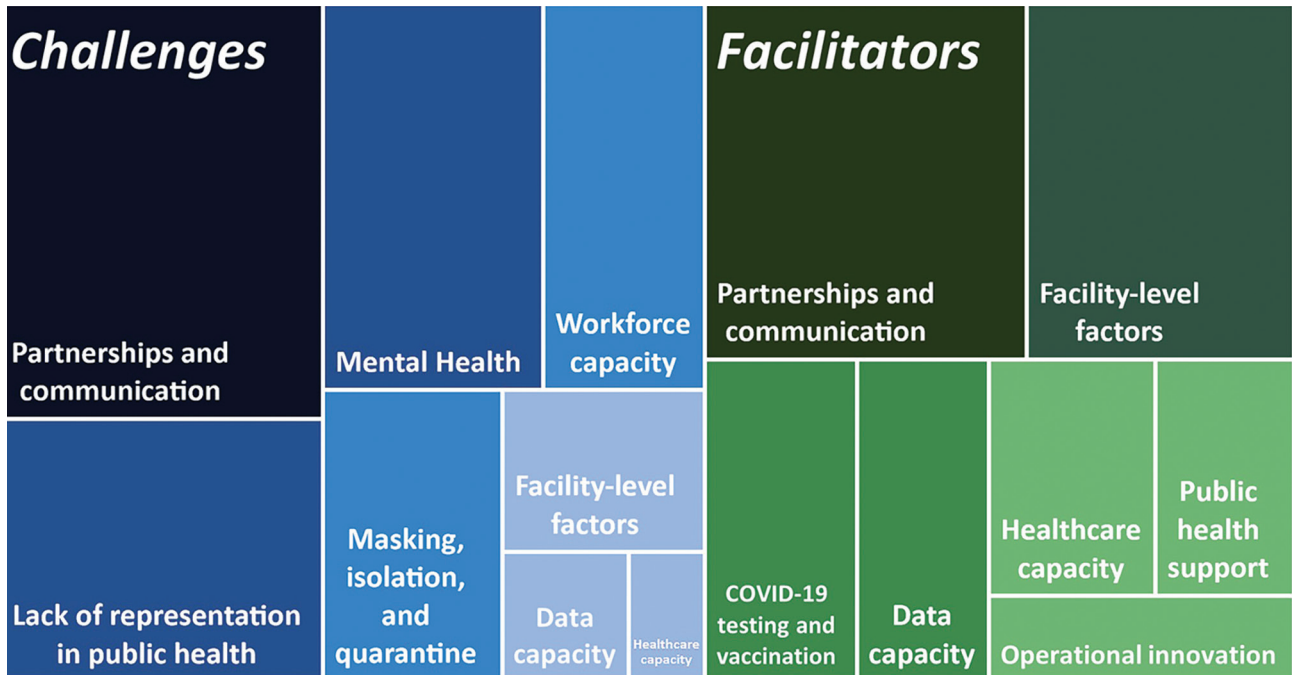 Challenges
Partnerships and
communication
Lack of representation
in public health
Mental Health
Workforce
capacity
Masking,
isolation,
and
quarantine
Facility-level
factors
Data
capacity
Healthcare
capacity
Facilitators
Partnerships and
communication
Facility-level
factors
COVID-19
testing and
vaccination
Data
capacity
Healthcare
capacity
Public
health
support
Operational innovation